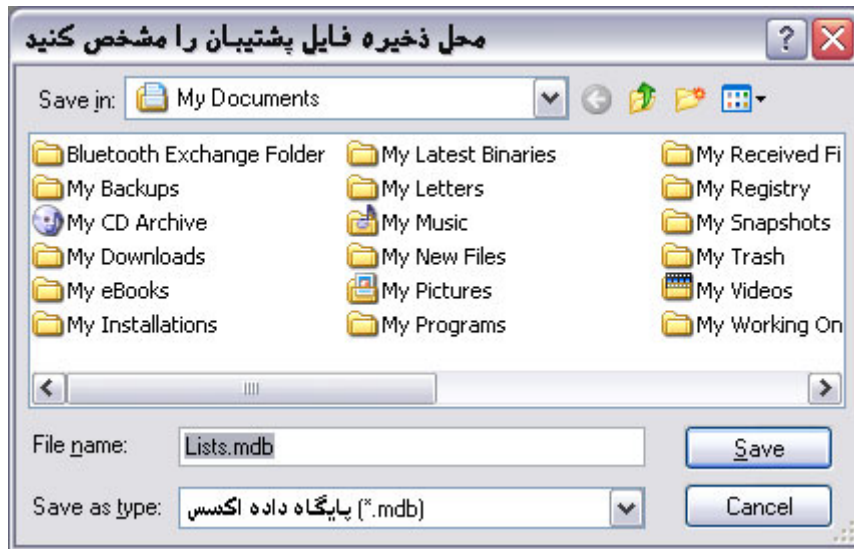 محل ذخیره فایل پشتیبان را مشخص کنید
Save in: My Documents
Bluetooth Exchange Folder My Latest Binaries My Received Fi
My Backups My Letters My Registry
My CD Archive My Music My Snapshots
My Downloads My New Files My Trash
My eBooks My Pictures My Videos
My Installations My Programs My Working On
File name: Lists.mdb Save
Save as type: پایگاه داده اکسس (*.mdb) Cancel